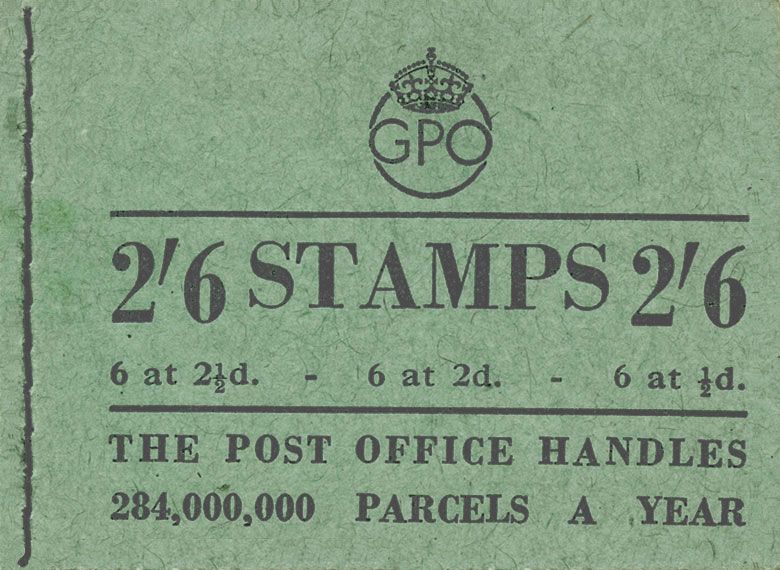 GPO
2'6 STAMPS 2'6
6 at 2½d. - 6 at 2d. - 6 at ½d.
THE POST OFFICE HANDLES
284,000,000 PARCELS A YEAR